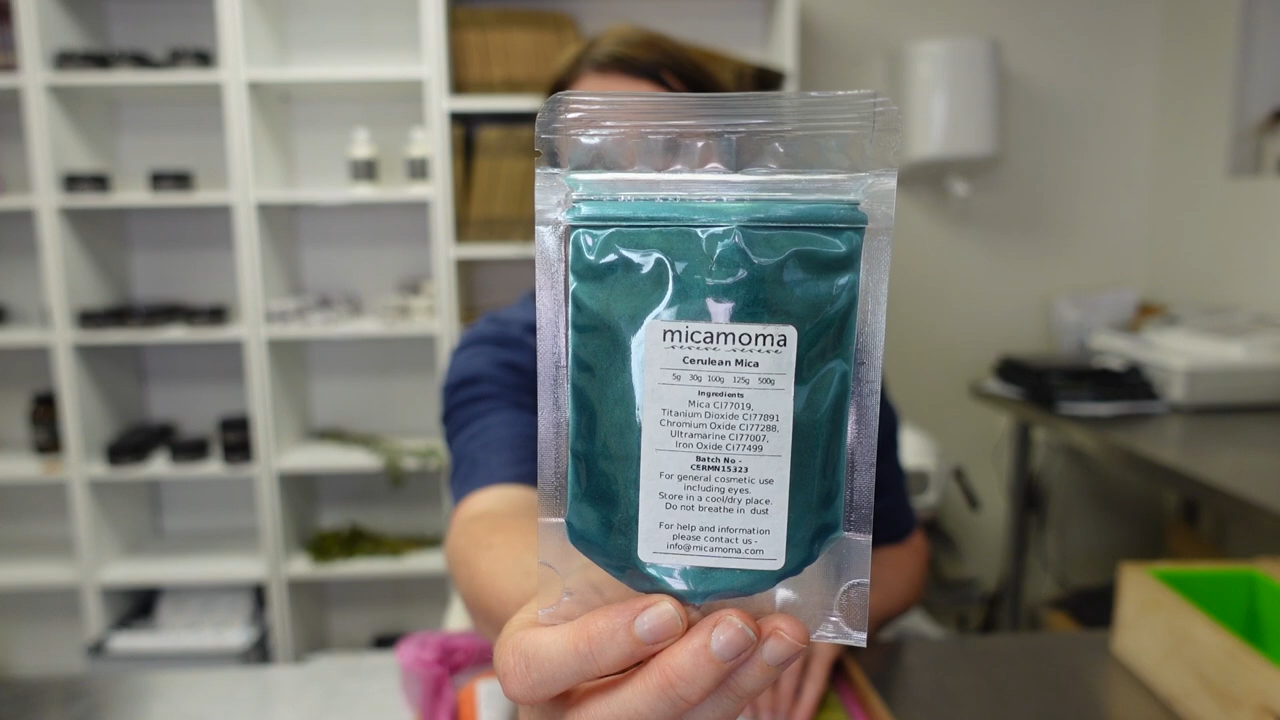 micamoma
Cerulean Mica
5g 30g 100g 125g 500g
Ingredients
Mica CI77019,
Titanium Dioxide CI77891
Chromium Oxide CI77288,
Ultramarine CI77007,
Iron Oxide CI77499
Batch No -
CERMN15323
For general cosmetic use
including eyes.
Store in a cool/dry place.
Do not breathe in dust
For help and information
please contact us -
info@micamoma.com